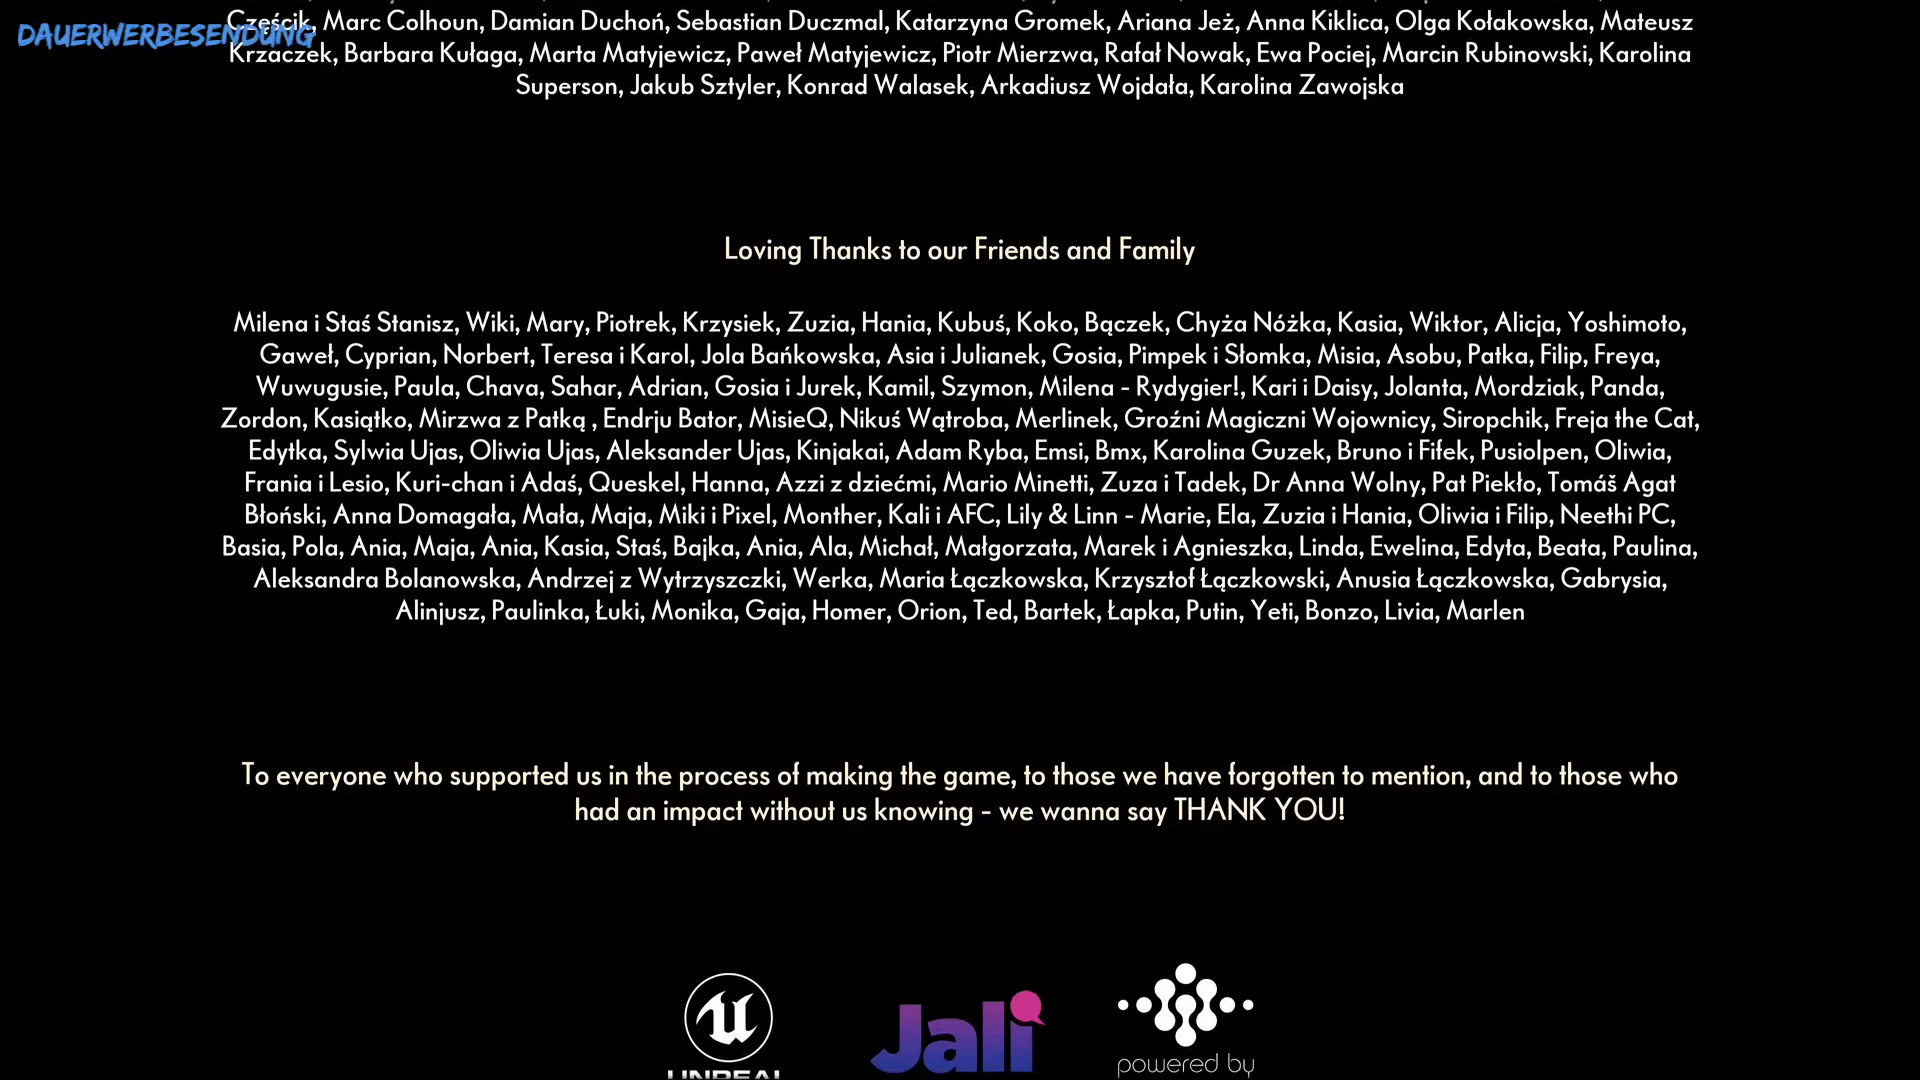 DAUERWERBESENDUNG
Cześcik, Marc Colhoun, Damian Duchoń, Sebastian Duczmal, Katarzyna Gromek, Ariana Jeż, Anna Kiklica, Olga Kołakowska, Mateusz
Krzaczek, Barbara Kułaga, Marta Matyjewicz, Paweł Matyjewicz, Piotr Mierzwa, Rafał Nowak, Ewa Pociej, Marcin Rubinowski, Karolina
Superson, Jakub Sztyler, Konrad Walasek, Arkadiusz Wojdała, Karolina Zawojska
Loving Thanks to our Friends and Family
Milena i Staś Stanisz, Wiki, Mary, Piotrek, Krzysiek, Zuzia, Hania, Kubuś, Koko, Bączek, Chyża Nóżka, Kasia, Wiktor, Alicja, Yoshimoto,
Gaweł, Cyprian, Norbert, Teresa i Karol, Jola Bańkowska, Asia i Julianek, Gosia, Pimpek i Słomka, Misia, Asobu, Patka, Filip, Freya,
Wuwugusie, Paula, Chava, Sahar, Adrian, Gosia i Jurek, Kamil, Szymon, Milena - Rydygier!, Kari i Daisy, Jolanta, Mordziak, Panda,
Zordon, Kasiątko, Mirzwa z Patką , Endrju Bator, MisieQ, Nikuś Wątroba, Merlinek, Groźni Magiczni Wojownicy, Siropchik, Freja the Cat,
Edytka, Sylwia Ujas, Oliwia Ujas, Aleksander Ujas, Kinjakai, Adam Ryba, Emsi, Bmx, Karolina Guzek, Bruno i Fifek, Pusiolpen, Oliwia,
Frania i Lesio, Kuri-chan i Adaś, Queskel, Hanna, Azzi z dziećmi, Mario Minetti, Zuza i Tadek, Dr Anna Wolny, Pat Piekło, Tomáš Agat
Błoński, Anna Domagała, Mała, Maja, Miki i Pixel, Monther, Kali i AFC, Lily & Linn - Marie, Ela, Zuzia i Hania, Oliwia i Filip, Neethi PC,
Basia, Pola, Ania, Maja, Ania, Kasia, Staś, Bajka, Ania, Ala, Michał, Małgorzata, Marek i Agnieszka, Linda, Ewelina, Edyta, Beata, Paulina,
Aleksandra Bolanowska, Andrzej z Wytrzyszczki, Werka, Maria Łączkowska, Krzysztof Łączkowski, Anusia Łączkowska, Gabrysia,
Alinjusz, Paulinka, Łuki, Monika, Gaja, Homer, Orion, Ted, Bartek, Łapka, Putin, Yeti, Bonzo, Livia, Marlen
To everyone who supported us in the process of making the game, to those we have forgotten to mention, and to those who
had an impact without us knowing - we wanna say THANK YOU!
UNREAL
Jali
powered by